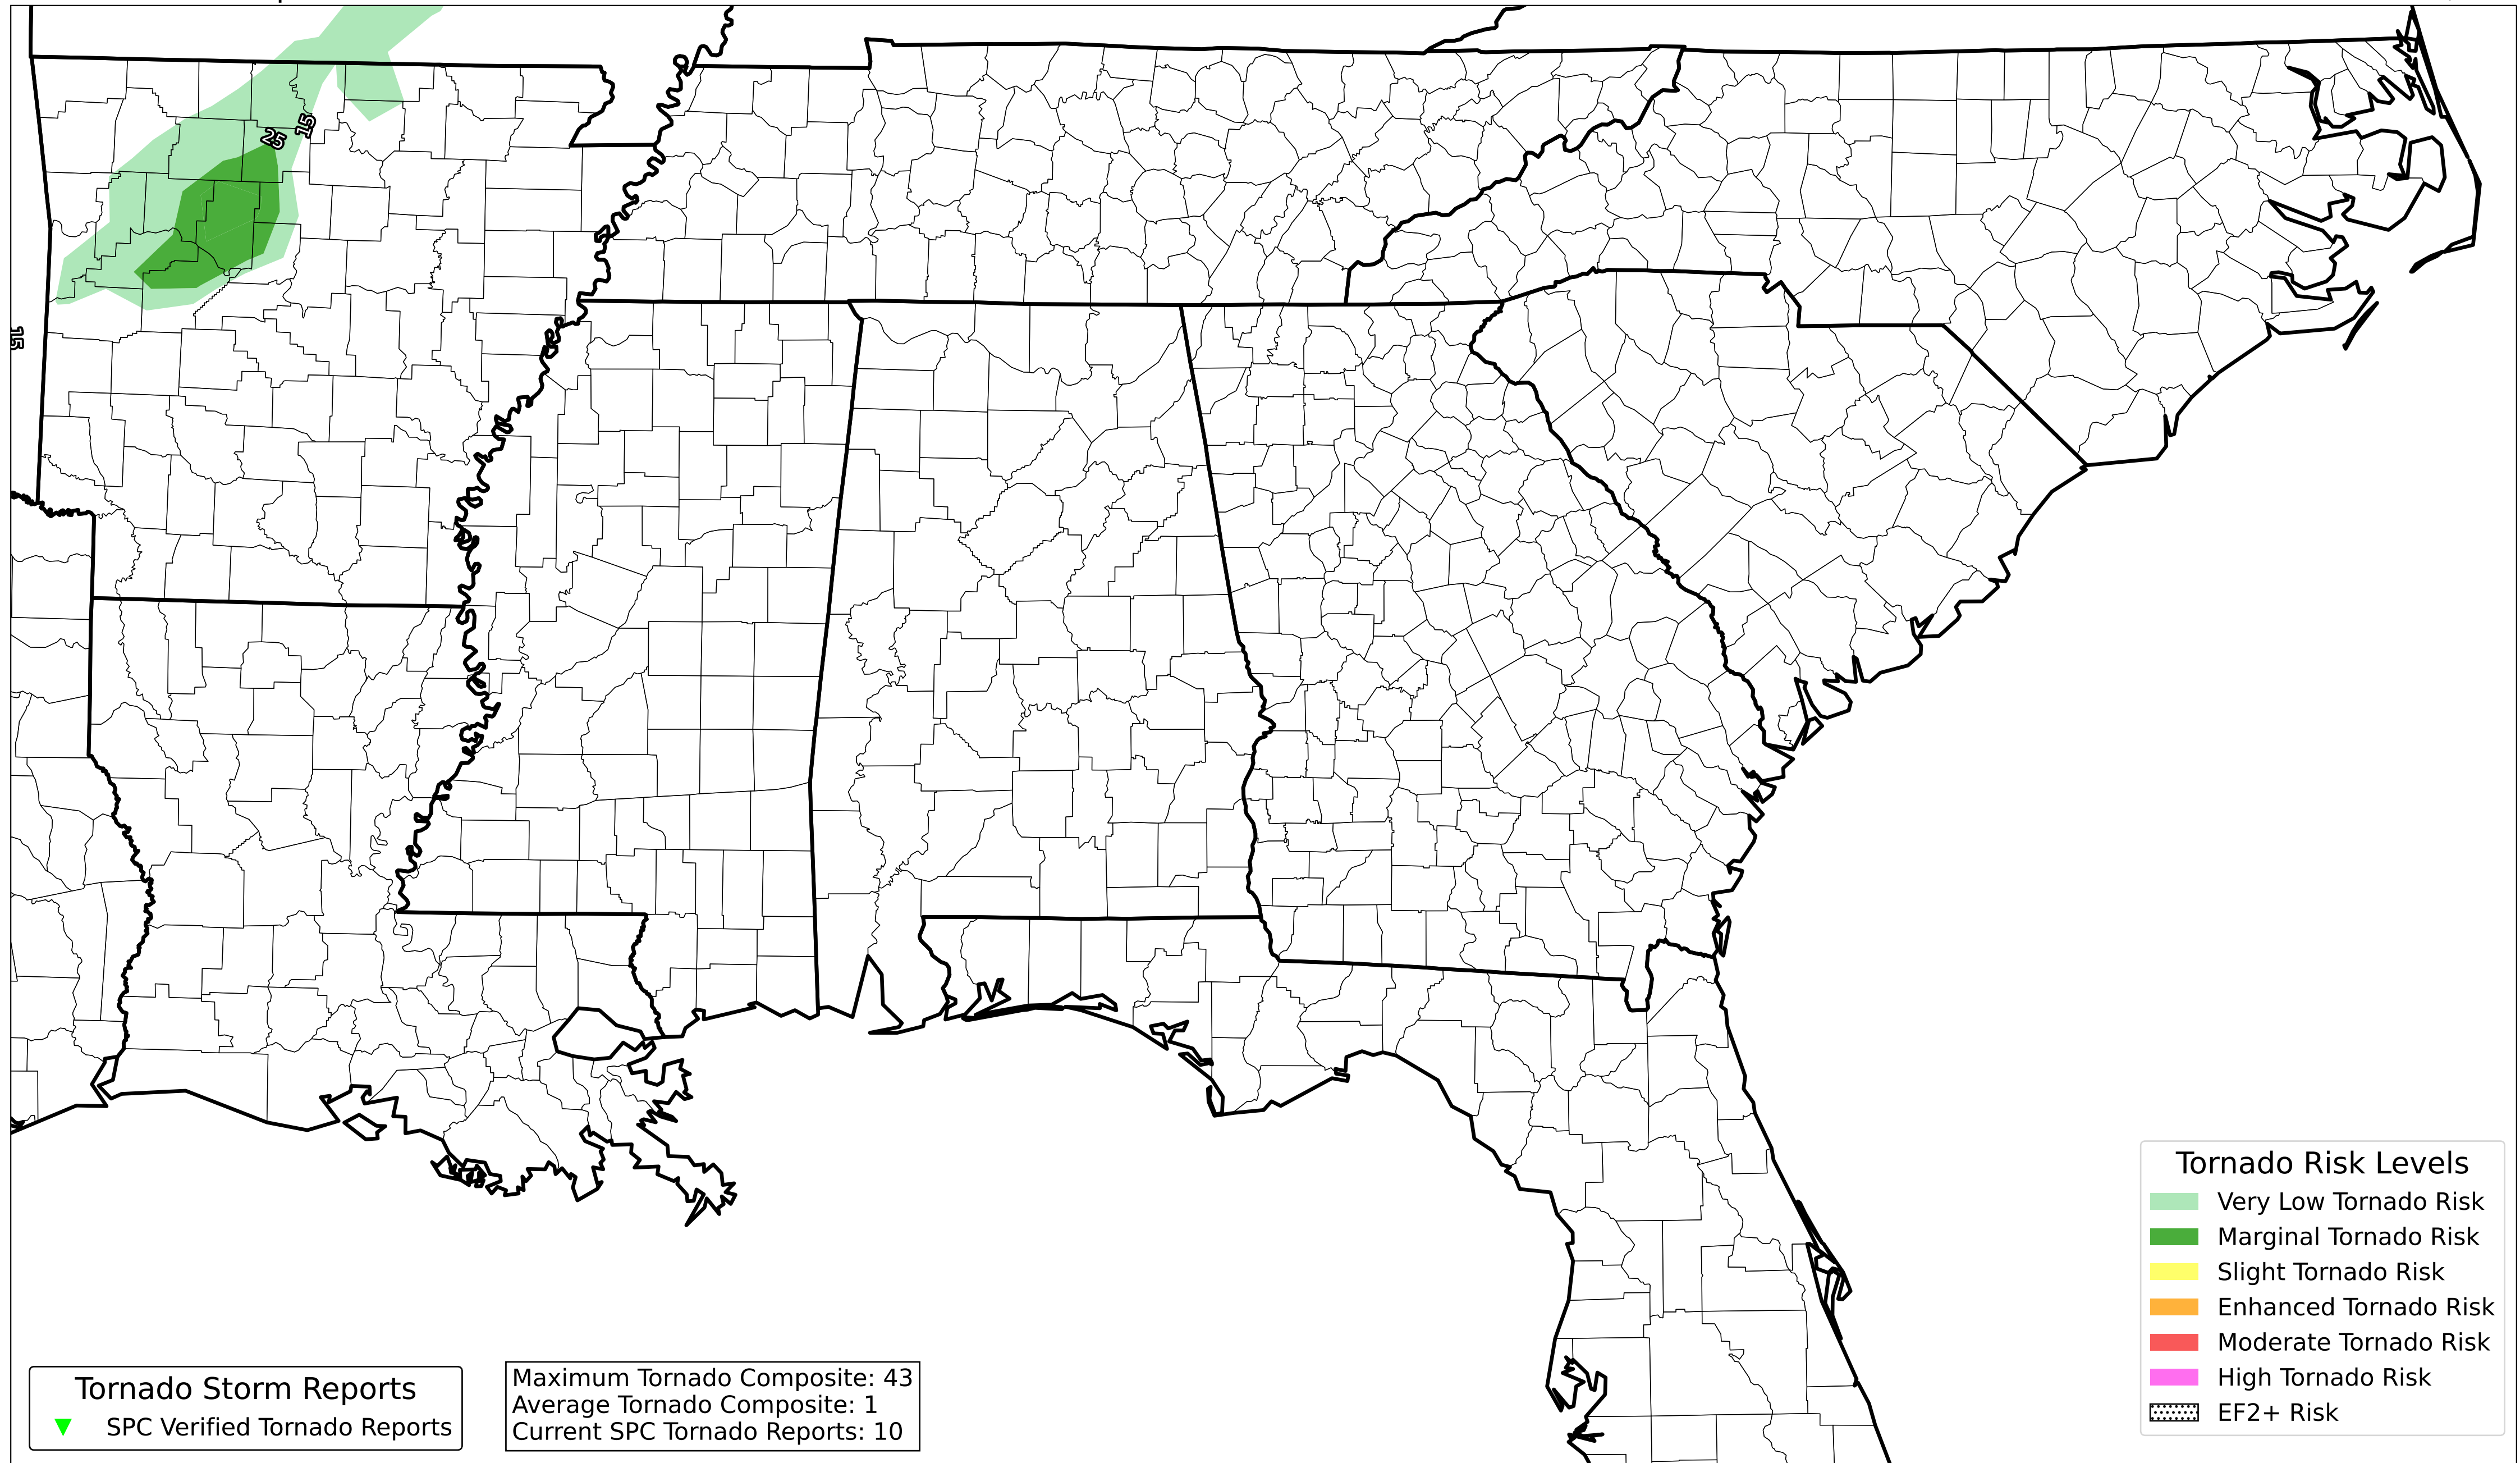 25
15
15
Tornado Risk Levels
Very Low Tornado Risk
Marginal Tornado Risk
Slight Tornado Risk
Enhanced Tornado Risk
Moderate Tornado Risk
High Tornado Risk
EF2+ Risk
Tornado Storm Reports
SPC Verified Tornado Reports
Maximum Tornado Composite: 43
Average Tornado Composite: 1
Current SPC Tornado Reports: 10